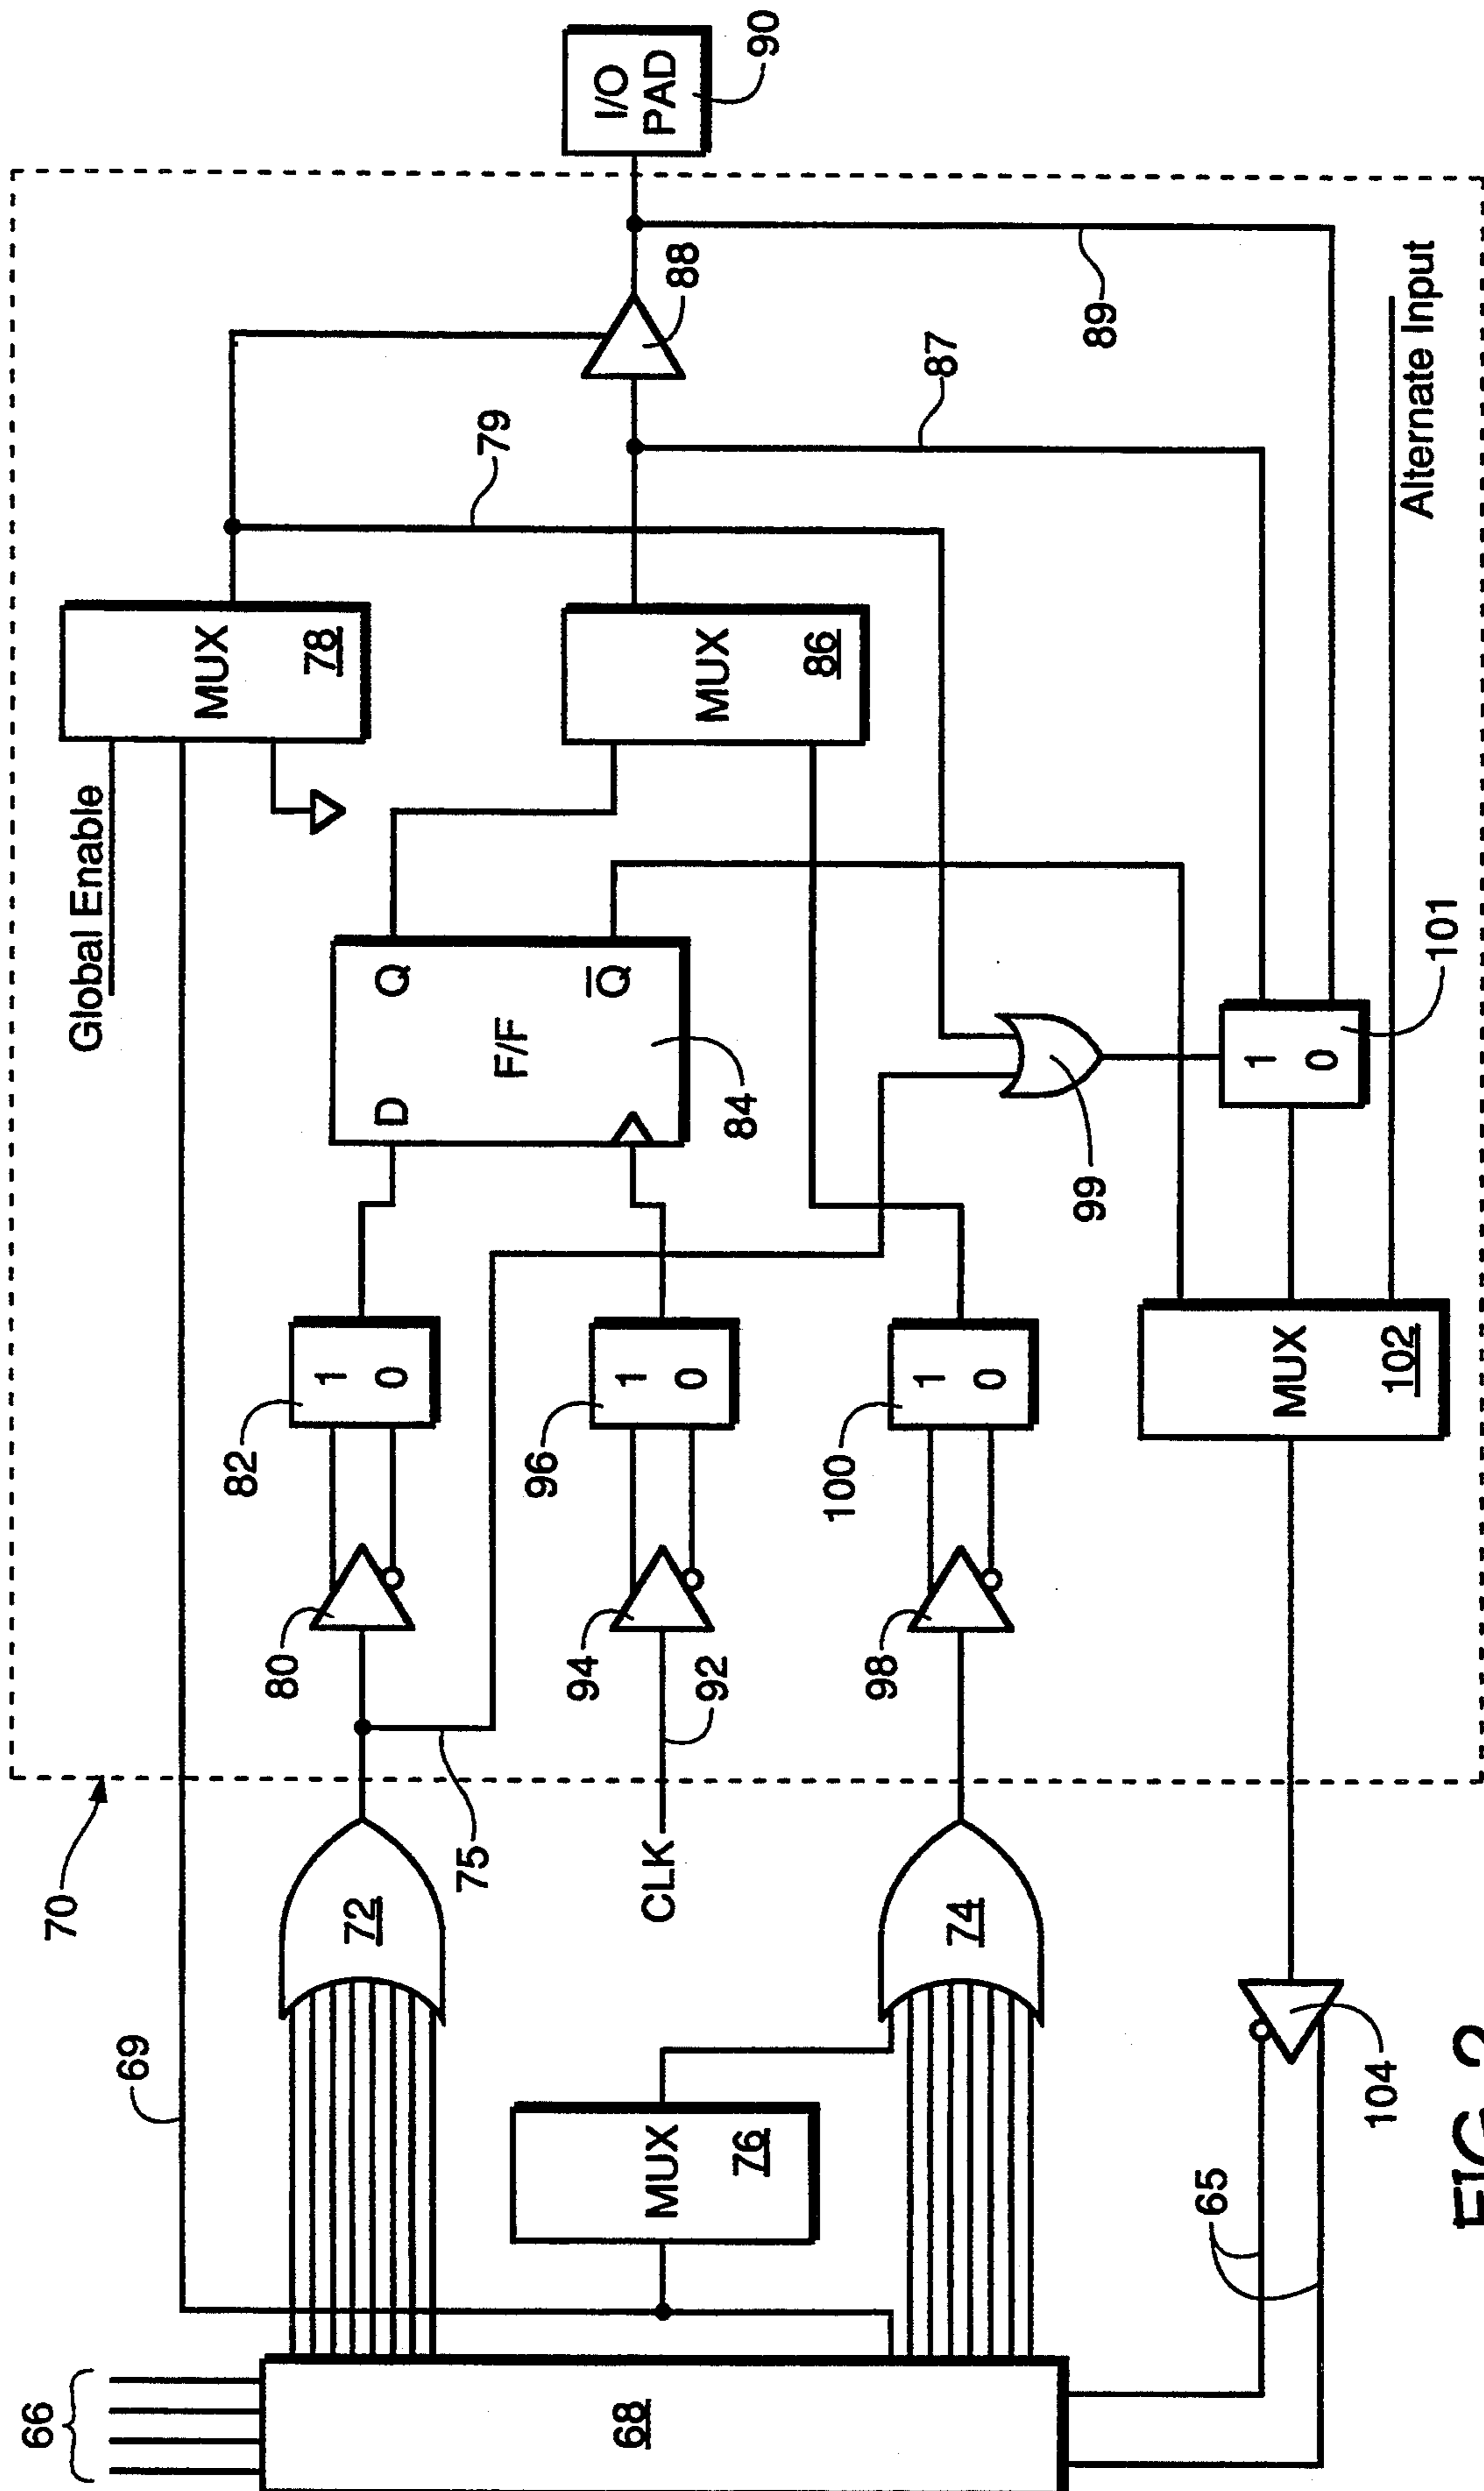 70
Global Enable
MUX
78
79
I/O
PAD
90
66
68
69
72
75
80
82
1
0
D
Q
Q̅
F/F
84
MUX
86
88
87
89
CLK
92
94
96
1
0
MUX
76
74
98
100
1
0
99
101
1
0
Alternate Input
MUX
102
104
65
FIG. 2